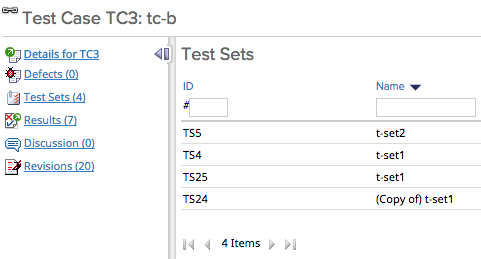 Test Case TC3: tc-b
Details for TC3
Defects (0)
Test Sets (4)
Results (7)
Discussion (0)
Revisions (20)
Test Sets
ID Name
#
TS5 t-set2
TS4 t-set1
TS25 t-set1
TS24 (Copy of) t-set1
4 Items